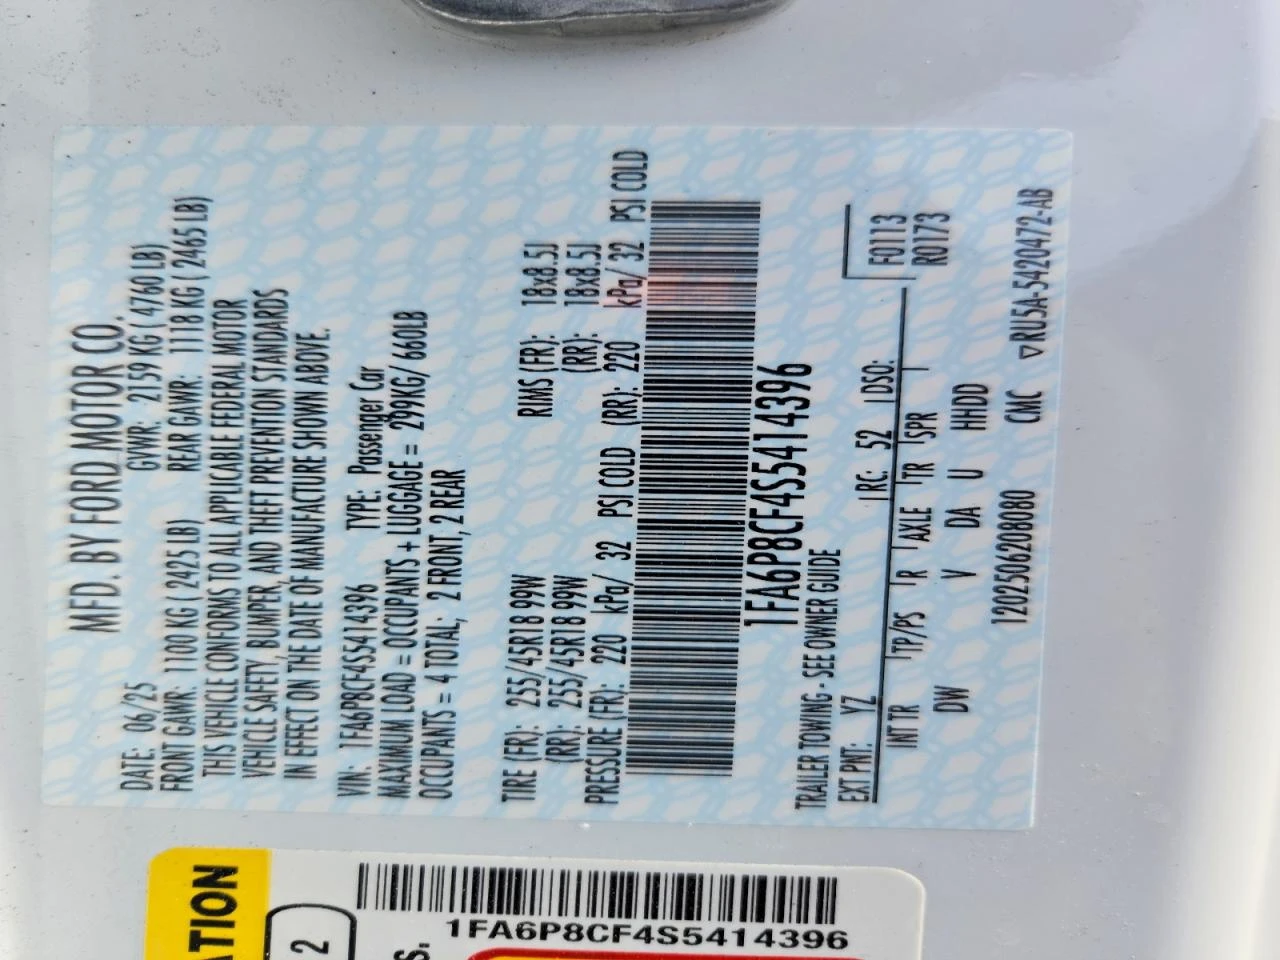 MFD. BY FORD MOTOR CO.
DATE: 06/25 GVWR: 2159 KG ( 4760 LB)
FRONT GAWR: 1100 KG ( 2425 LB) REAR GAWR: 1118 KG ( 2465 LB)
THIS VEHICLE CONFORMS TO ALL APPLICABLE FEDERAL MOTOR
VEHICLE SAFETY, BUMPER, AND THEFT PREVENTION STANDARDS
IN EFFECT ON THE DATE OF MANUFACTURE SHOWN ABOVE.
VIN: 1FA6P8CF4S5414396 TYPE: Passenger Car
MAXIMUM LOAD = OCCUPANTS + LUGGAGE = 299KG/ 660LB
OCCUPANTS = 4 TOTAL; 2 FRONT, 2 REAR
TIRE (FR): 255/45R18 99W RIMS (FR): 18x8.5J
(RR): 255/45R18 99W (RR): 18x8.5J
PRESSURE (FR): 220 kPa/ 32 PSI COLD (RR): 220 kPa/ 32 PSI COLD
1FA6P8CF4S5414396
TRAILER TOWING - SEE OWNER GUIDE
EXT PNT: YZ RC: 52 DSO: F0113
R0173
INT TR TP/PS R AXLE TR SPR
DW V DA U HHDD
1202506208080 CMC ▽RU5A-5420472-AB
ATION
2
S.
1FA6P8CF4S5414396